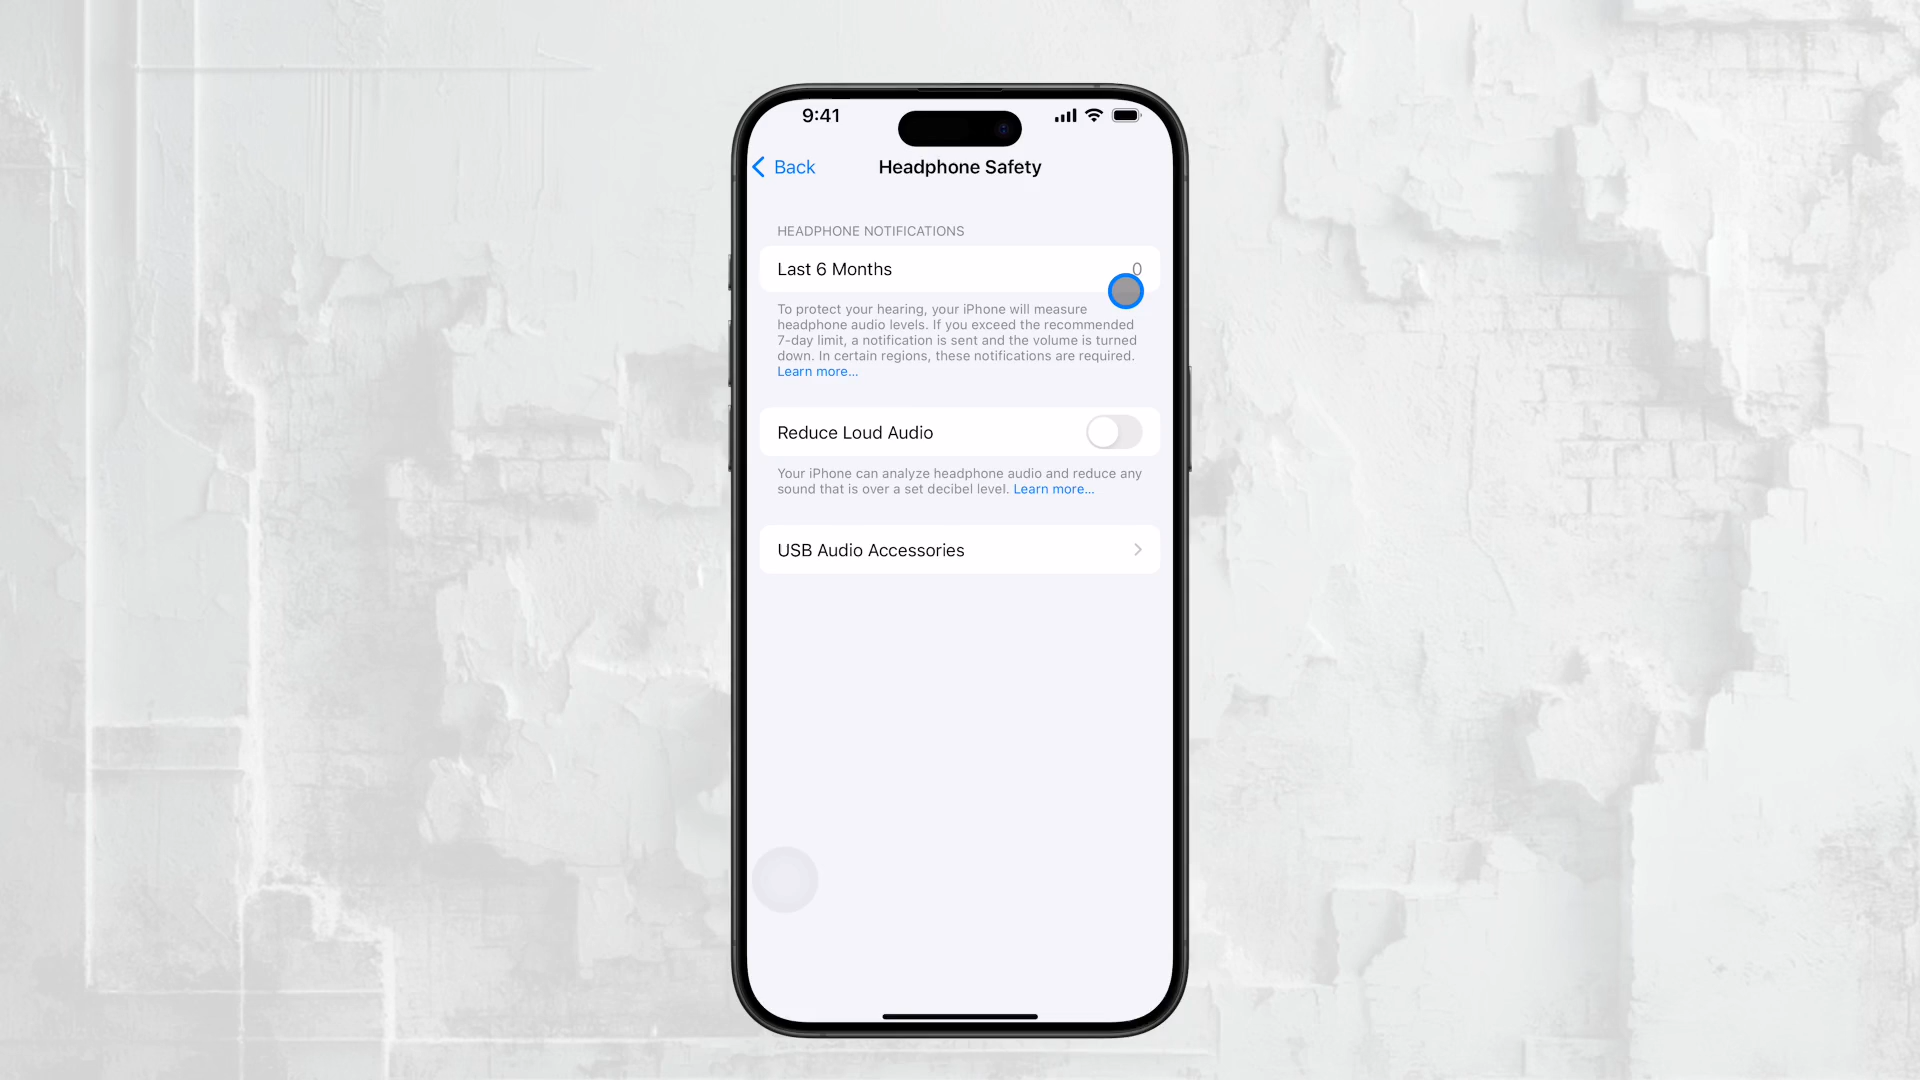 9:41
Back
Headphone Safety
HEADPHONE NOTIFICATIONS
Last 6 Months 0
To protect your hearing, your iPhone will measure
headphone audio levels. If you exceed the recommended
7-day limit, a notification is sent and the volume is turned
down. In certain regions, these notifications are required.
Learn more...
Reduce Loud Audio
Your iPhone can analyze headphone audio and reduce any
sound that is over a set decibel level. Learn more...
USB Audio Accessories